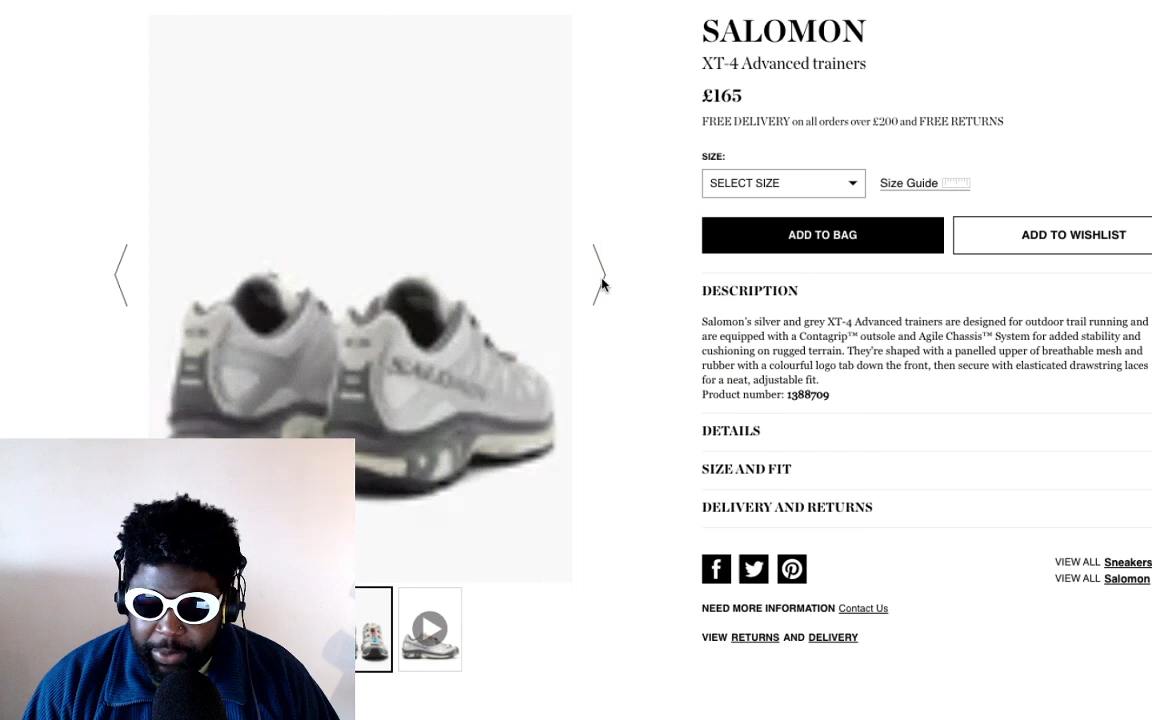 SALOMON
XT-4 Advanced trainers
£165
FREE DELIVERY on all orders over £200 and FREE RETURNS
SIZE:
SELECT SIZE
Size Guide
ADD TO BAG
ADD TO WISHLIST
DESCRIPTION
Salomon's silver and grey XT-4 Advanced trainers are designed for outdoor trail running and
are equipped with a Contagrip™ outsole and Agile Chassis™ System for added stability and
cushioning on rugged terrain. They're shaped with a panelled upper of breathable mesh and
rubber with a colourful logo tab down the front, then secure with elasticated drawstring laces
for a neat, adjustable fit.
Product number: 1388709
DETAILS
SIZE AND FIT
DELIVERY AND RETURNS
VIEW ALL Sneakers
VIEW ALL Salomon
NEED MORE INFORMATION Contact Us
VIEW RETURNS AND DELIVERY
SALOMON